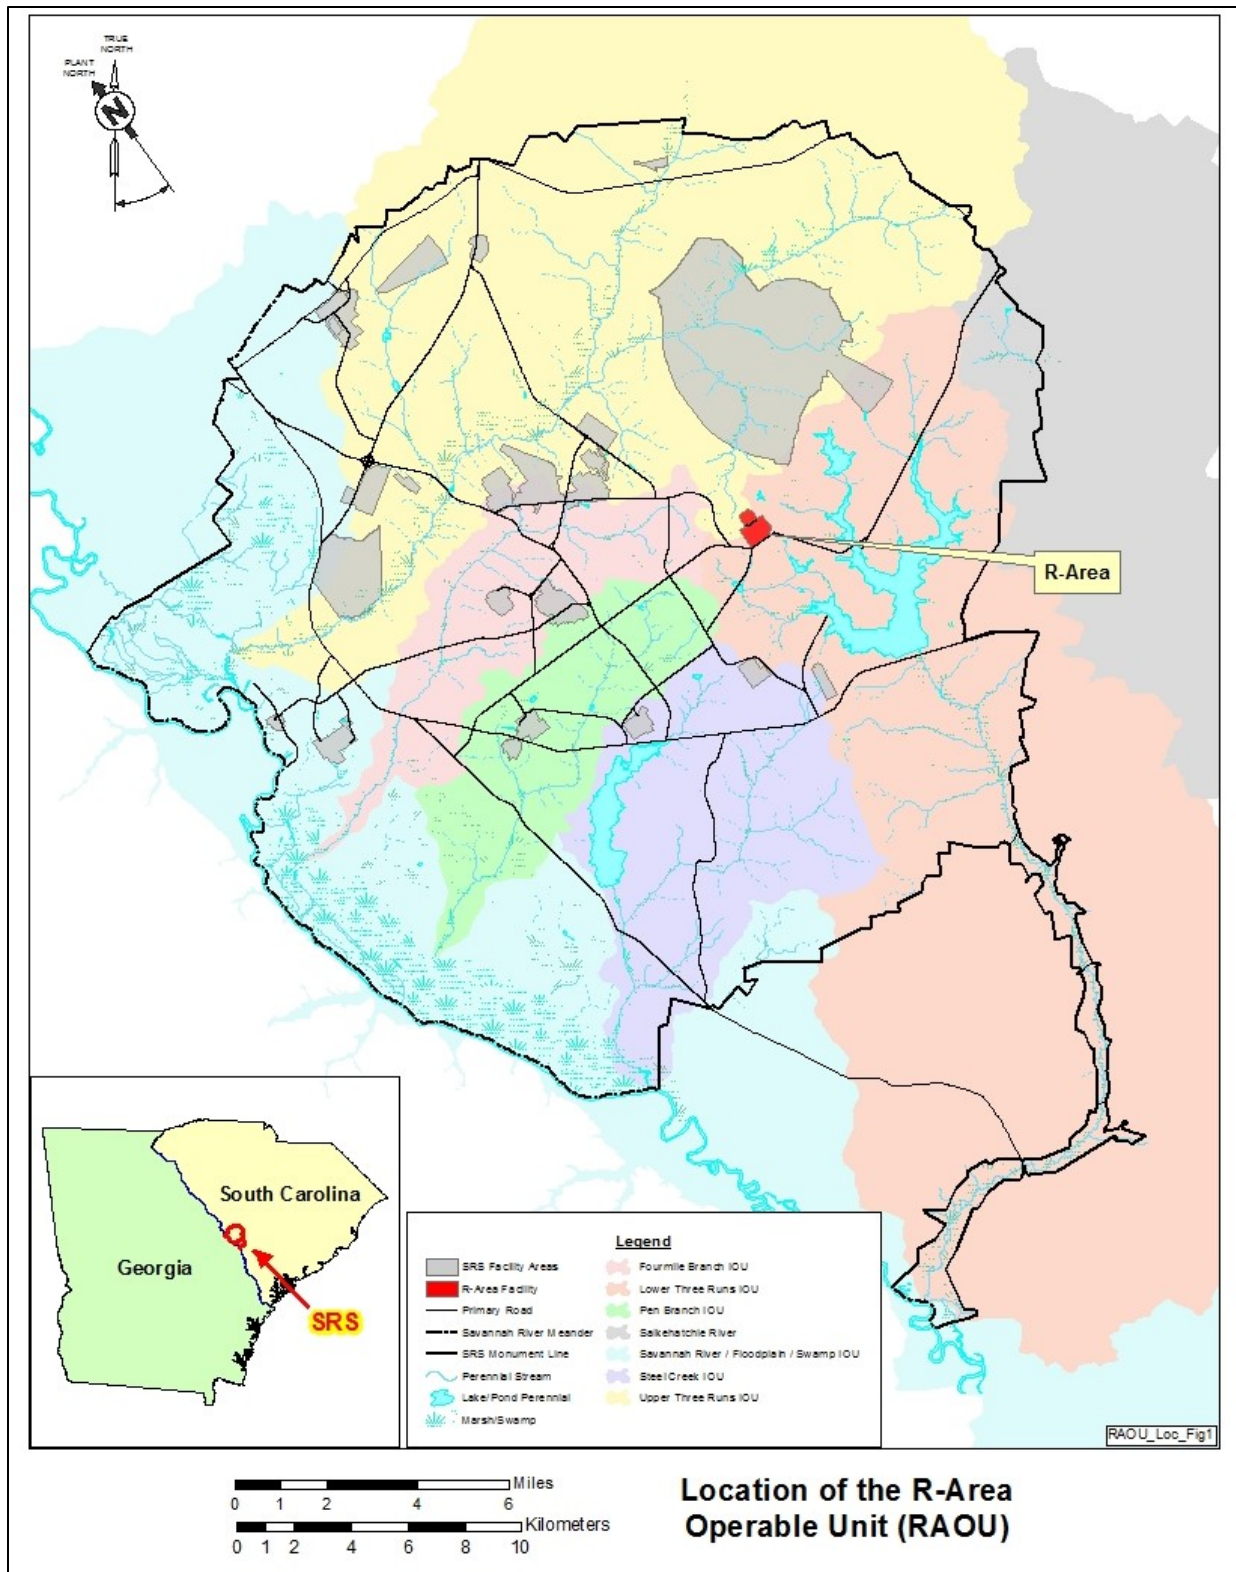 TRUE
NORTH
PLANT
NORTH
N
R-Area
South Carolina
Georgia
SRS
Legend
SRS Facility Areas
R-Area Facility
Primary Road
Savannah River Meander
SRS Monument Line
Perennial Stream
Lake/Pond Perennial
Marsh/Swamp
Fourmile Branch IOU
Lower Three Runs IOU
Pen Branch IOU
Salkehatchie River
Savannah River / Floodplain / Swamp IOU
Steel Creek IOU
Upper Three Runs IOU
RAOU_Loc_Fig1
Miles
0 1 2 4 6
Kilometers
0 1 2 4 6 8 10
Location of the R-Area
Operable Unit (RAOU)